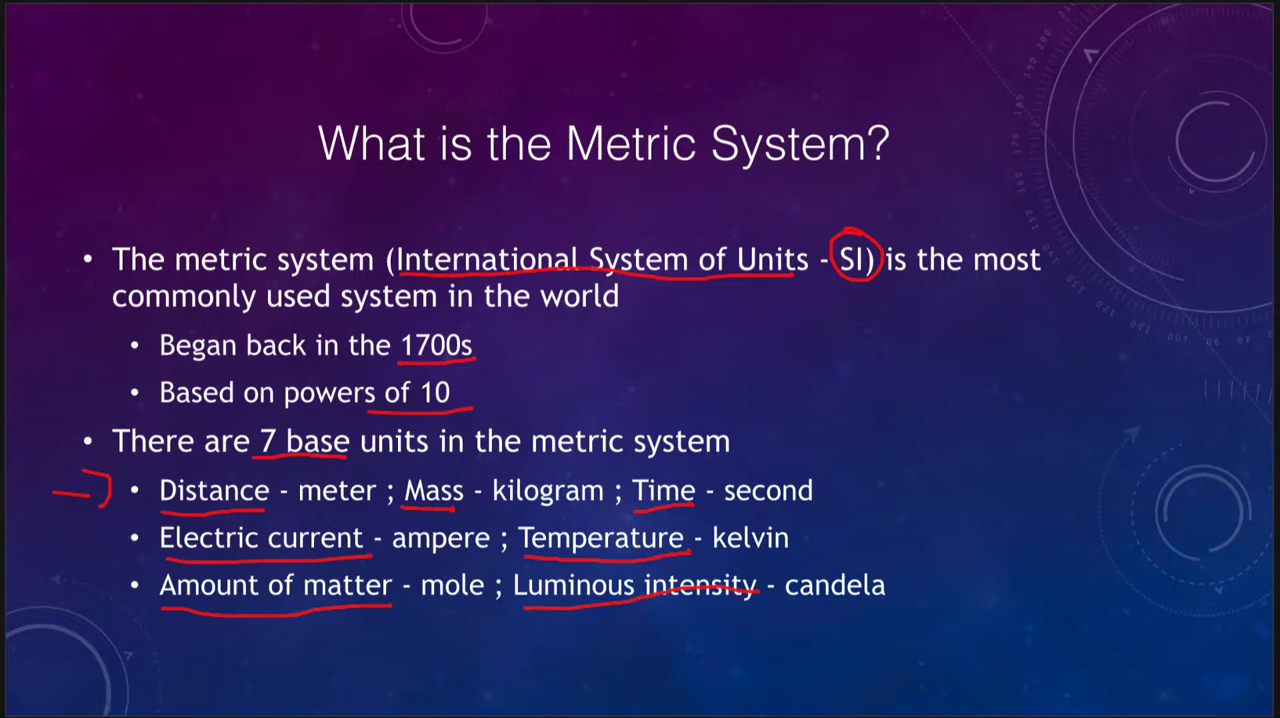 What is the Metric System?
• The metric system (International System of Units - SI) is the most
commonly used system in the world
• Began back in the 1700s
• Based on powers of 10
• There are 7 base units in the metric system
• Distance - meter ; Mass - kilogram ; Time - second
• Electric current - ampere ; Temperature - kelvin
• Amount of matter - mole ; Luminous intensity - candela